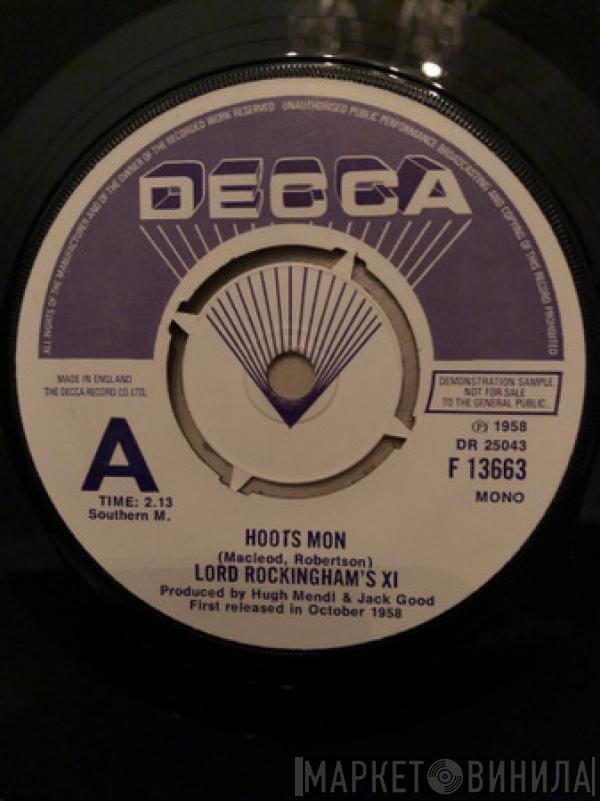 ALL RIGHTS OF THE MANUFACTURER AND OF THE OWNER OF THE RECORDED WORK RESERVED UNAUTHORISED PUBLIC PERFORMANCE BROADCASTING AND COPYING OF THIS RECORD PROHIBITED
DECCA
MADE IN ENGLAND
THE DECCA RECORD CO. LTD.
DEMONSTRATION SAMPLE
NOT FOR SALE
TO THE GENERAL PUBLIC.
Ⓟ 1958
DR 25043
F 13663
MONO
A
TIME: 2.13
Southern M.
HOOTS MON
(Macleod, Robertson)
LORD ROCKINGHAM'S XI
Produced by Hugh Mendl & Jack Good
First released in October 1958
МАРКЕТ ВИНИЛА